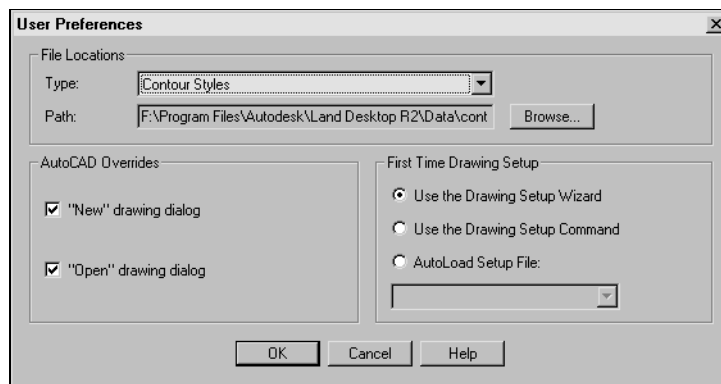 User Preferences
File Locations
Type:
Contour Styles
Path:
F:\Program Files\Autodesk\Land Desktop R2\Data\cont
Browse...
AutoCAD Overrides
"New" drawing dialog
"Open" drawing dialog
First Time Drawing Setup
Use the Drawing Setup Wizard
Use the Drawing Setup Command
AutoLoad Setup File:
OK
Cancel
Help